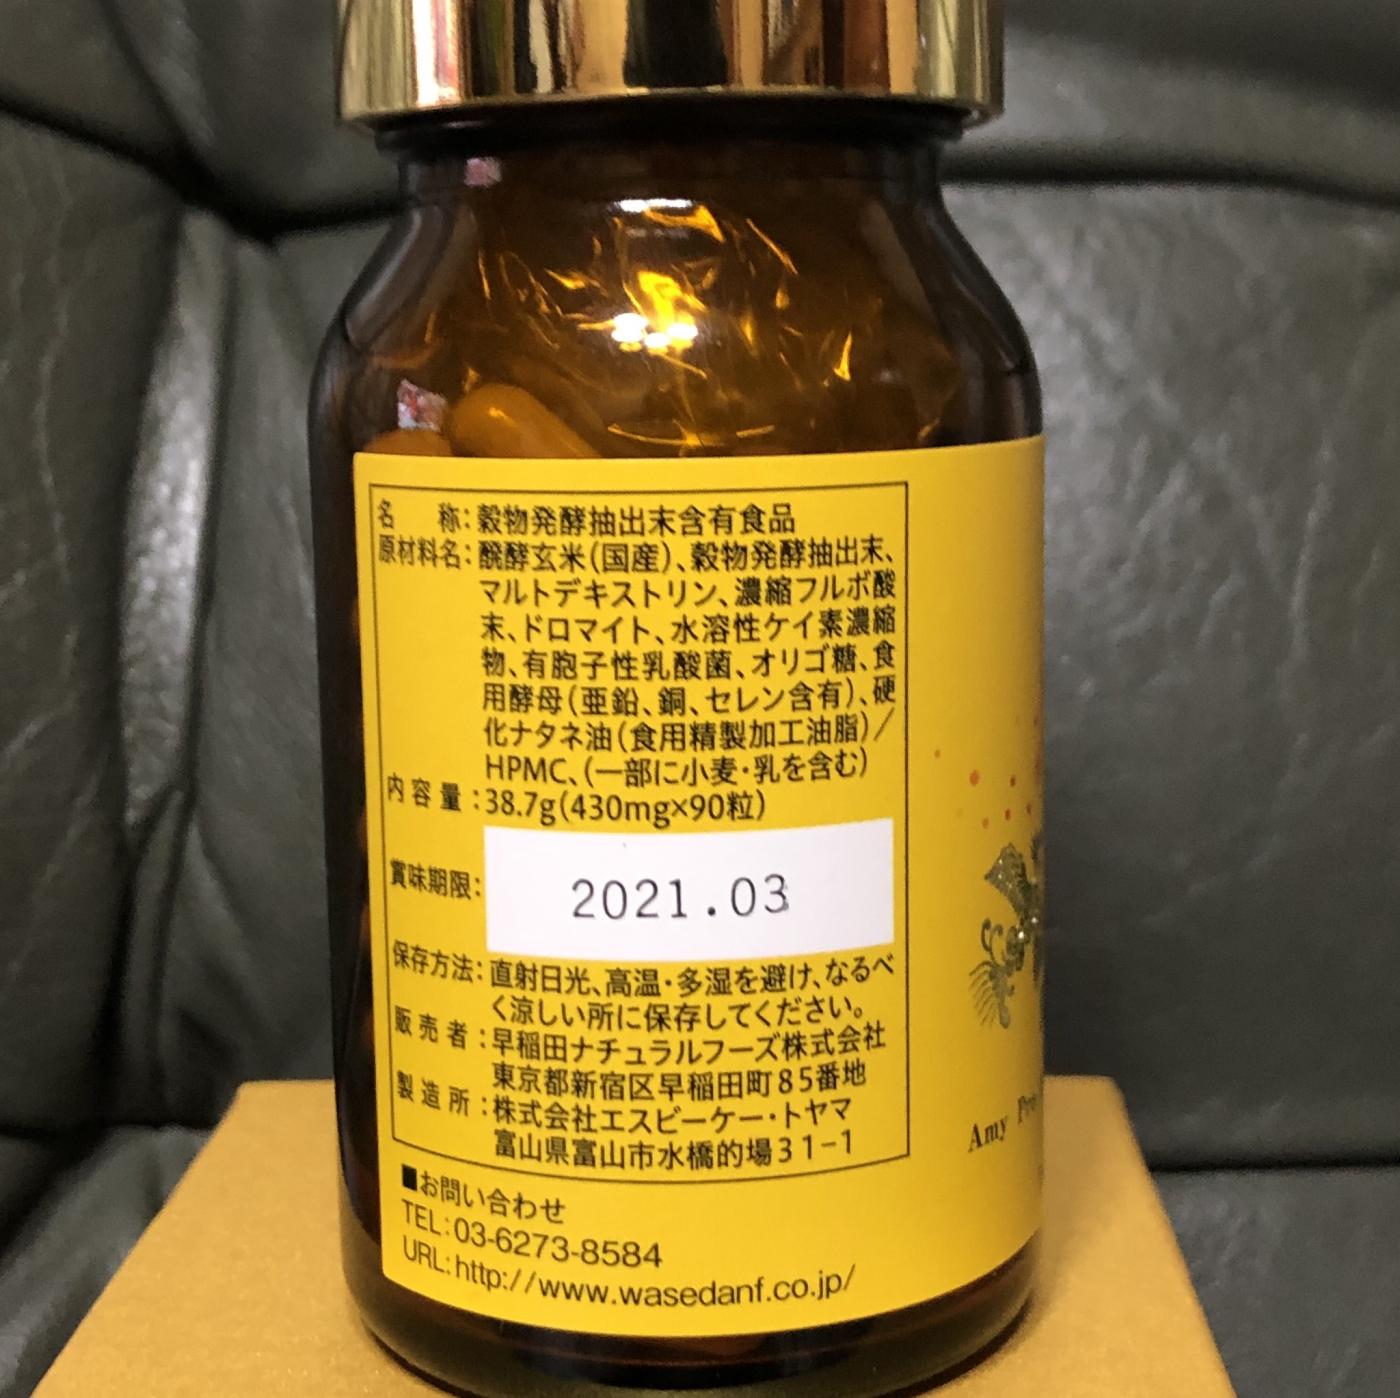 名 称：穀物発酵抽出末含有食品
原材料名：醗酵玄米（国産）、穀物発酵抽出末、
マルトデキストリン、濃縮フルボ酸
末、ドロマイト、水溶性ケイ素濃縮
物、有胞子性乳酸菌、オリゴ糖、食
用酵母（亜鉛、銅、セレン含有）、硬
化ナタネ油（食用精製加工油脂）／
HPMC、（一部に小麦・乳を含む）
内容量：38.7g（430mg×90粒）
賞味期限：2021.03
保存方法：直射日光、高温・多湿を避け、なるべ
く涼しい所に保存してください。
販売者：早稲田ナチュラルフーズ株式会社
東京都新宿区早稲田町85番地
製造所：株式会社エスビーケー・トヤマ
富山県富山市水橋的場31-1
■お問い合わせ
TEL：03-6273-8584
URL：http://www.wasedanf.co.jp/
Amy